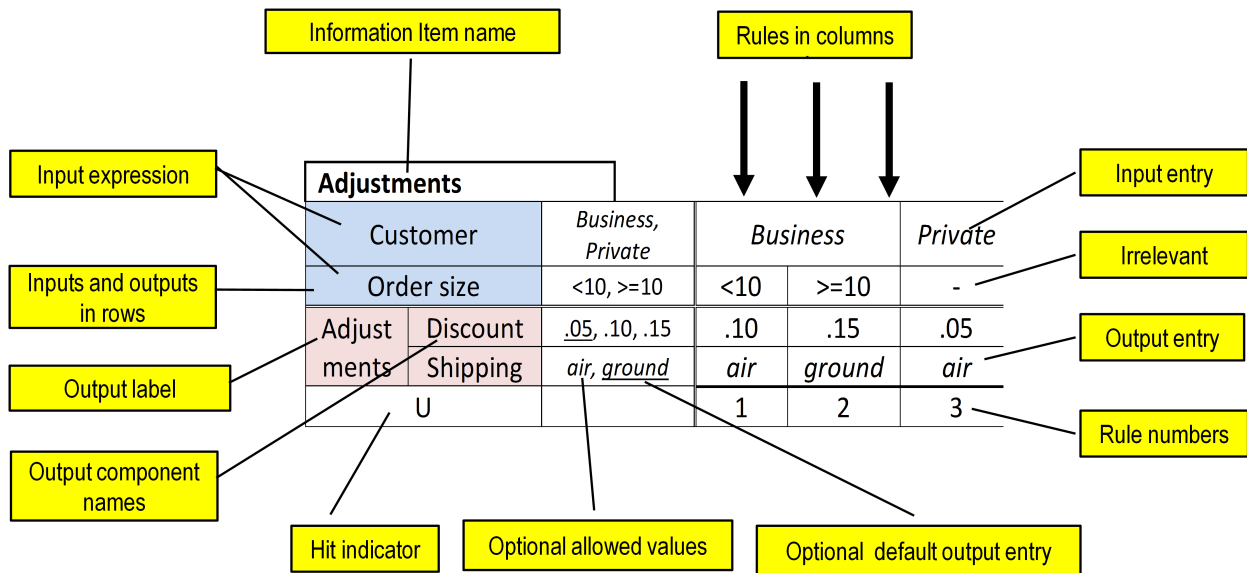 Information Item name
Rules in columns
Input expression
Adjustments
Input entry
Customer
Business,
Private
Business
Private
Irrelevant
Inputs and outputs
in rows
Order size
<10, >=10
<10
>=10
-
Adjust
ments
Discount
.05, .10, .15
.10
.15
.05
Output entry
Shipping
air, ground
air
ground
air
Output label
U
1
2
3
Rule numbers
Output component
names
Hit indicator
Optional allowed values
Optional default output entry